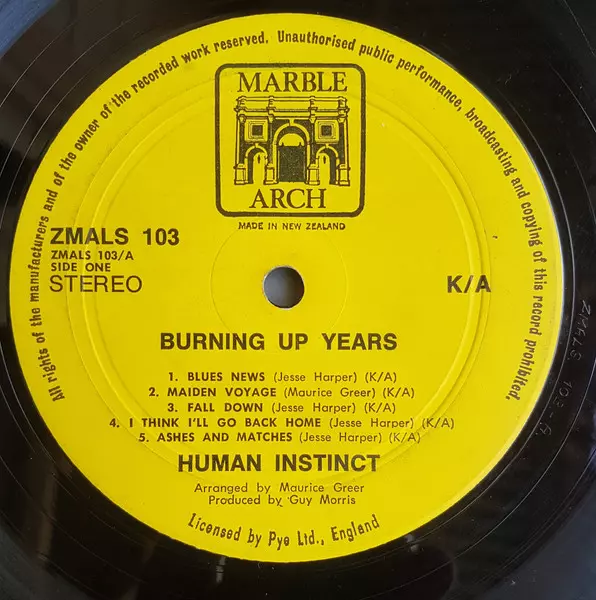 All rights of the manufacturers and of the owner of the recorded work reserved. Unauthorised public performance, broadcasting and copying of this record prohibited.
MARBLE
ARCH
MADE IN NEW ZEALAND
ZMALS 103
ZMALS 103/A
SIDE ONE
STEREO
K/A
BURNING UP YEARS
1. BLUES NEWS (Jesse Harper) (K/A)
2. MAIDEN VOYAGE (Maurice Greer) (K/A)
3. FALL DOWN (Jesse Harper) (K/A)
4. I THINK I'LL GO BACK HOME (Jesse Harper) (K/A)
5. ASHES AND MATCHES (Jesse Harper) (K/A)
HUMAN INSTINCT
Arranged by Maurice Greer
Produced by Guy Morris
Licensed by Pye Ltd., England
ZMALS 103-A